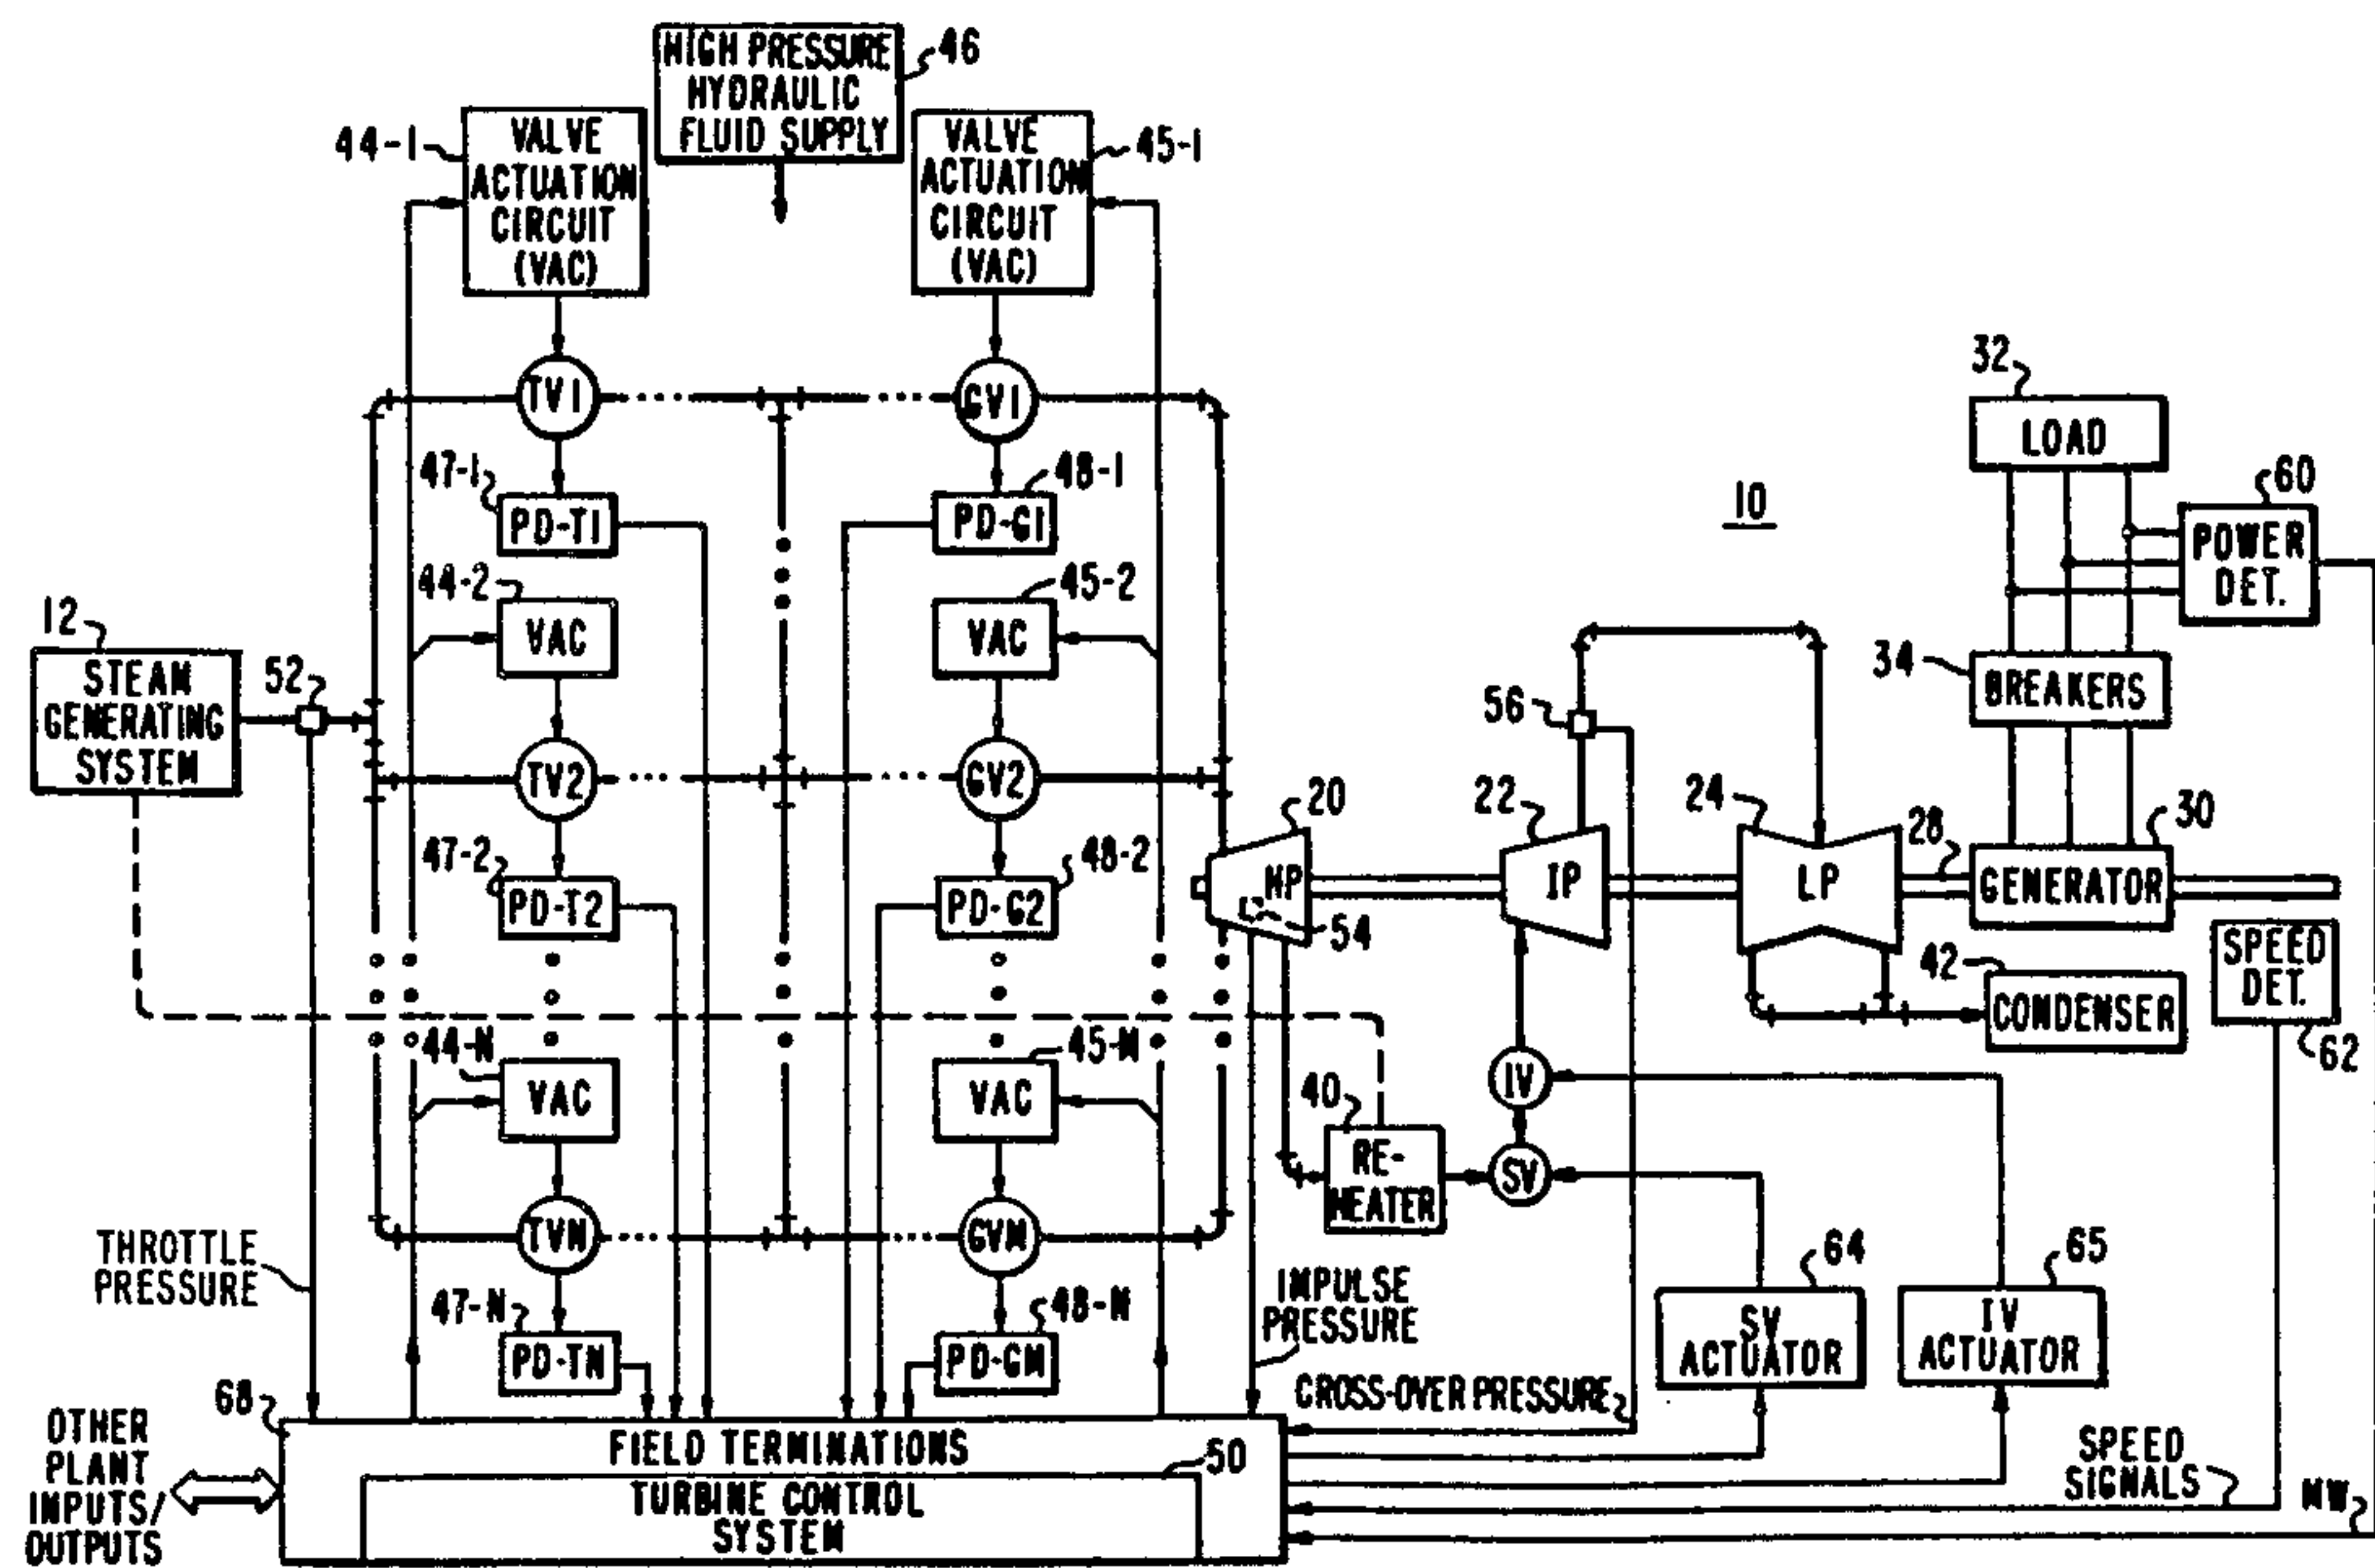 HIGH PRESSURE
HYDRAULIC
FLUID SUPPLY
46
44-1
VALVE
ACTUATION
CIRCUIT
(VAC)
VALVE
ACTUATION
CIRCUIT
(VAC)
45-1
TV1
GV1
47-1
PD-T1
48-1
PD-G1
44-2
VAC
45-2
VAC
12
STEAM
GENERATING
SYSTEM
52
TV2
GV2
47-2
PD-T2
48-2
PD-G2
44-N
VAC
45-M
VAC
TVN
GVM
47-N
PD-TN
48-M
PD-GM
THROTTLE
PRESSURE
10
32
LOAD
60
POWER
DET.
34
BREAKERS
56
20
HP
54
22
IP
24
LP
28
30
GENERATOR
SPEED
DET.
62
42
CONDENSER
IV
SV
40
RE-
HEATER
IMPULSE
PRESSURE
64
SV
ACTUATOR
65
IV
ACTUATOR
CROSS-OVER PRESSURE
SPEED
SIGNALS
MW
68
FIELD TERMINATIONS
50
TURBINE CONTROL
SYSTEM
OTHER
PLANT
INPUTS/
OUTPUTS